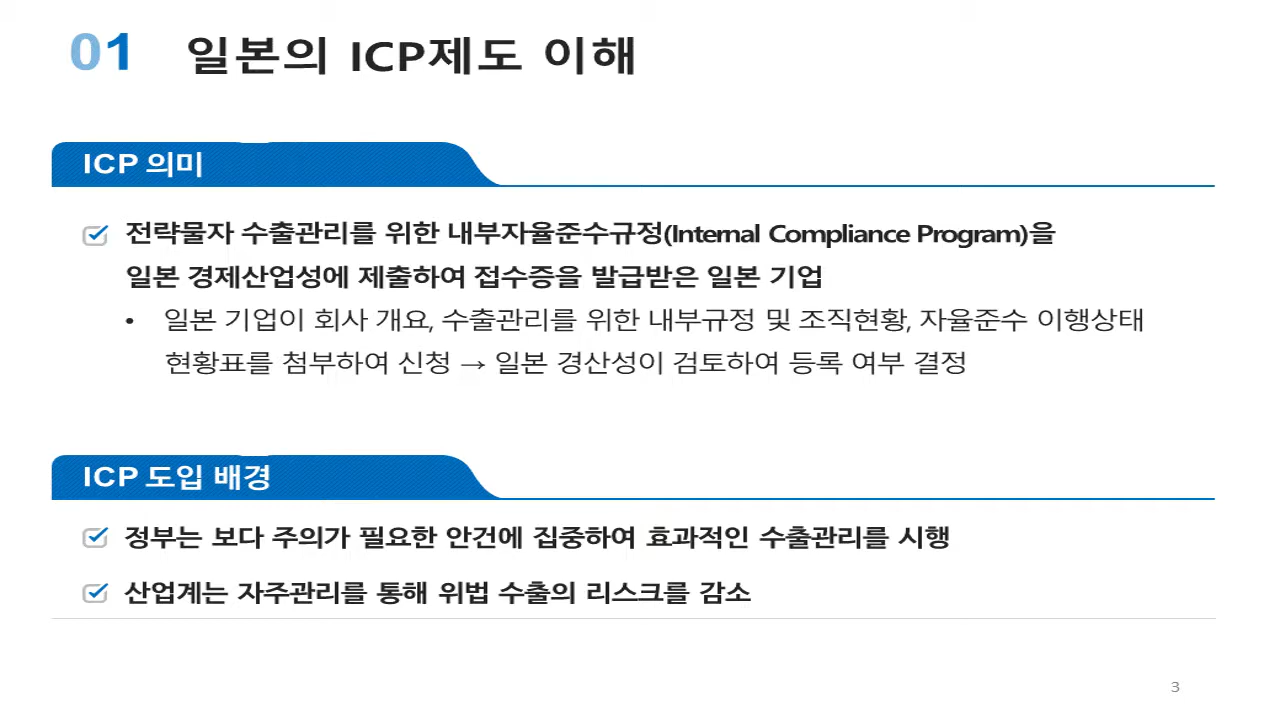 01 일본의 ICP제도 이해
ICP 의미
전략물자 수출관리를 위한 내부자율준수규정(Internal Compliance Program)을
일본 경제산업성에 제출하여 접수증을 발급받은 일본 기업
• 일본 기업이 회사 개요, 수출관리를 위한 내부규정 및 조직현황, 자율준수 이행상태
현황표를 첨부하여 신청 → 일본 경산성이 검토하여 등록 여부 결정
ICP 도입 배경
정부는 보다 주의가 필요한 안건에 집중하여 효과적인 수출관리를 시행
산업계는 자주관리를 통해 위법 수출의 리스크를 감소
3